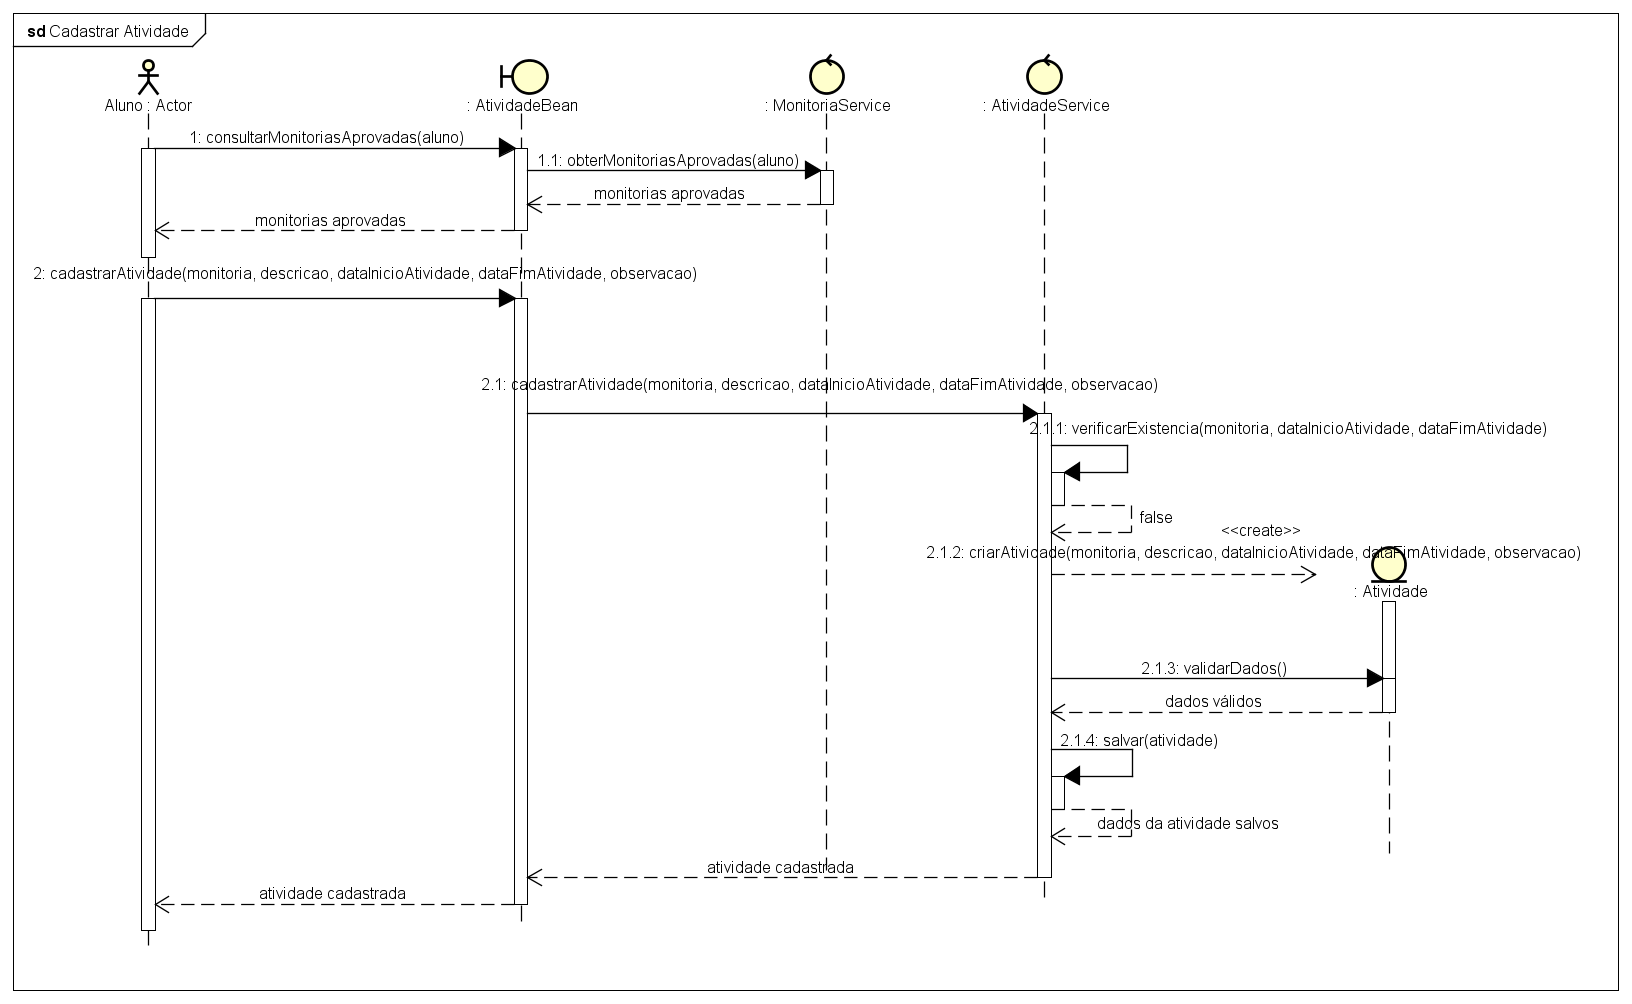 sd Cadastrar Atividade
Aluno : Actor
: AtividadeBean
: MonitoriaService
: AtividadeService
1: consultarMonitoriasAprovadas(aluno)
1.1: obterMonitoriasAprovadas(aluno)
monitorias aprovadas
monitorias aprovadas
2: cadastrarAtividade(monitoria, descricao, dataInicioAtividade, dataFimAtividade, observacao)
2.1: cadastrarAtividade(monitoria, descricao, dataInicioAtividade, dataFimAtividade, observacao)
2.1.1: verificarExistencia(monitoria, dataInicioAtividade, dataFimAtividade)
false
<<create>>
2.1.2: criarAtividade(monitoria, descricao, dataInicioAtividade, dataFimAtividade, observacao)
: Atividade
2.1.3: validarDados()
dados válidos
2.1.4: salvar(atividade)
dados da atividade salvos
atividade cadastrada
atividade cadastrada